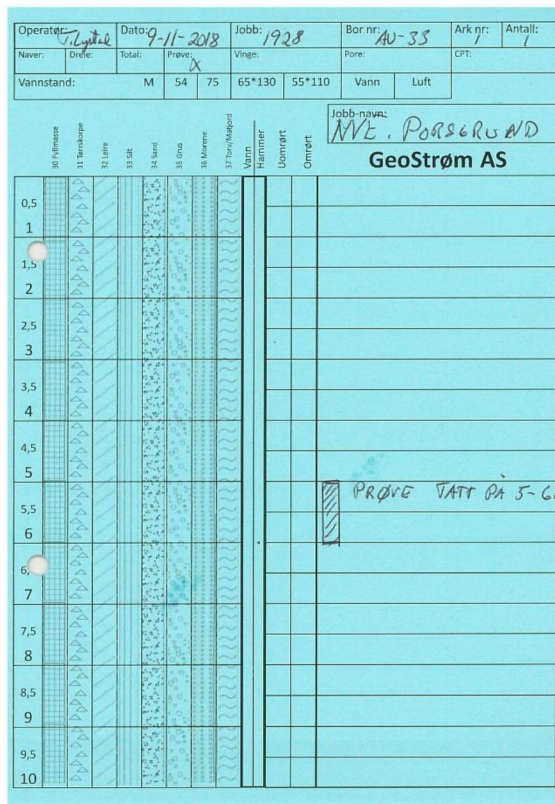 Operatør: Dato: 9-11-2018 Jobb: 1928 Bor nr: AU-33 Ark nr: 1 Antall: 1
Naver: Dreie: Total: Prøve: X Vinge: Pore: CPT:
Vannstand: M 54 75 65*130 55*110 Vann Luft
Jobb-navn:
NVE. PORSGRUND
GeoStrøm AS
30 Fyllmasse
31 Tørrskorpe
32 Leire
33 Silt
34 Sand
35 Grus
36 Morene
37 Torv/Matjord
Vann
Hammer
Uomrørt
Omrørt
0,5
1
1,5
2
2,5
3
3,5
4
4,5
5
PRØVE TATT PÅ 5-6
5,5
6
6,
7
7,5
8
8,5
9
9,5
10